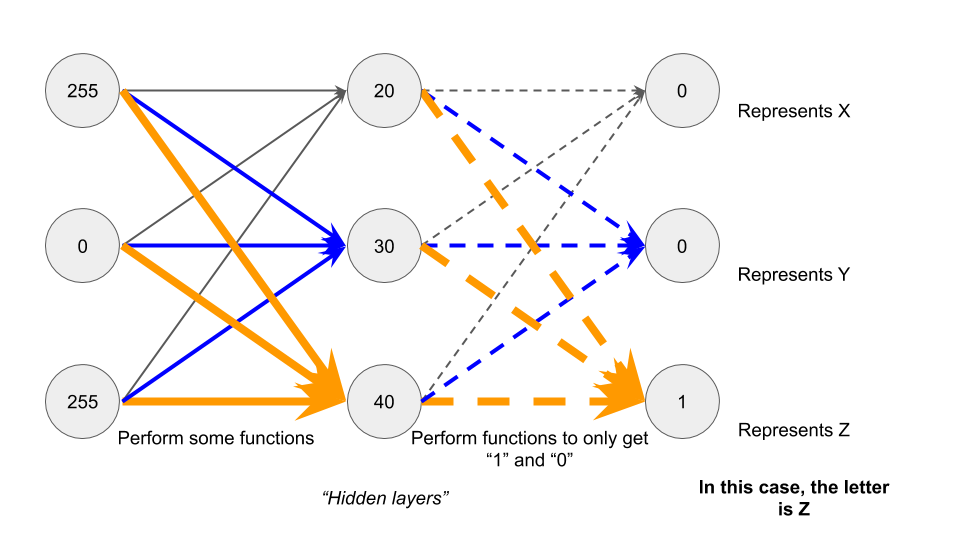 255
20
0
Represents X
0
30
0
Represents Y
255
40
1
Represents Z
Perform some functions
Perform functions to only get
“1” and “0”
“Hidden layers”
In this case, the letter
is Z